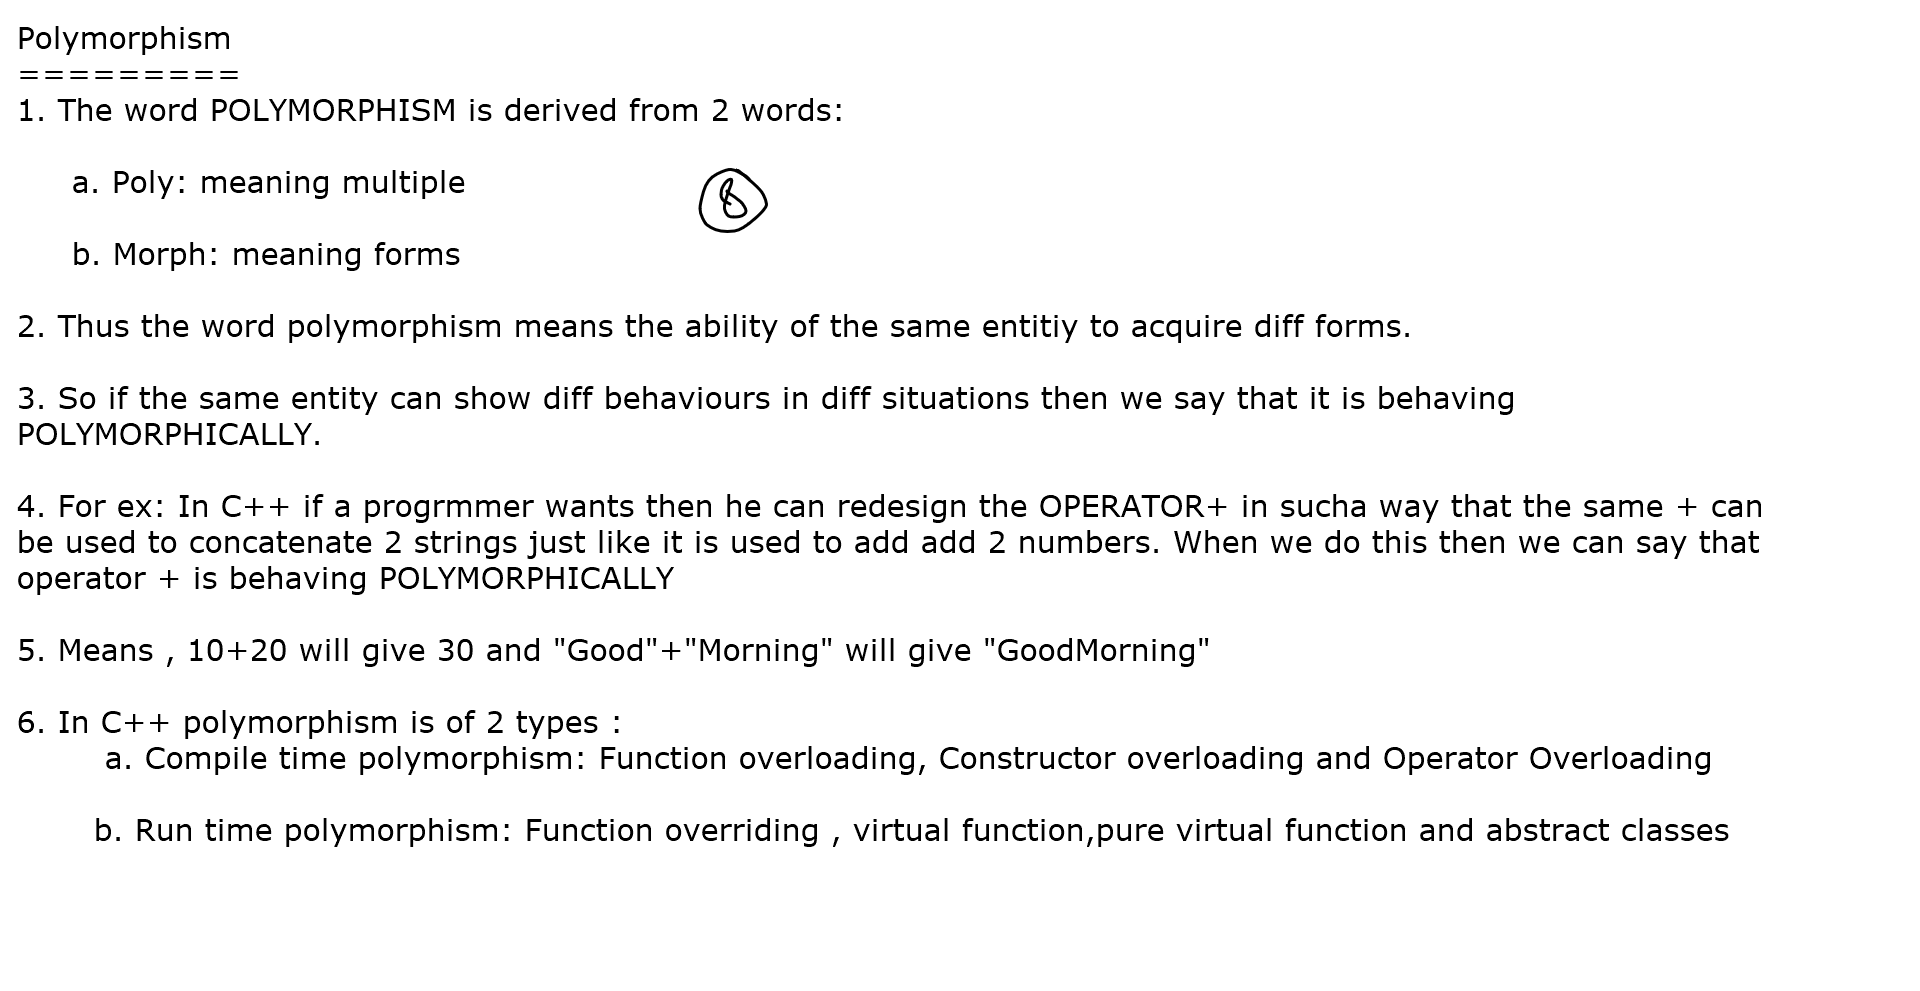 Polymorphism
=========
1. The word POLYMORPHISM is derived from 2 words:
a. Poly: meaning multiple
8
b. Morph: meaning forms
2. Thus the word polymorphism means the ability of the same entitiy to acquire diff forms.
3. So if the same entity can show diff behaviours in diff situations then we say that it is behaving
POLYMORPHICALLY.
4. For ex: In C++ if a progrmmer wants then he can redesign the OPERATOR+ in sucha way that the same + can
be used to concatenate 2 strings just like it is used to add add 2 numbers. When we do this then we can say that
operator + is behaving POLYMORPHICALLY
5. Means , 10+20 will give 30 and "Good"+"Morning" will give "GoodMorning"
6. In C++ polymorphism is of 2 types :
a. Compile time polymorphism: Function overloading, Constructor overloading and Operator Overloading
b. Run time polymorphism: Function overriding , virtual function,pure virtual function and abstract classes